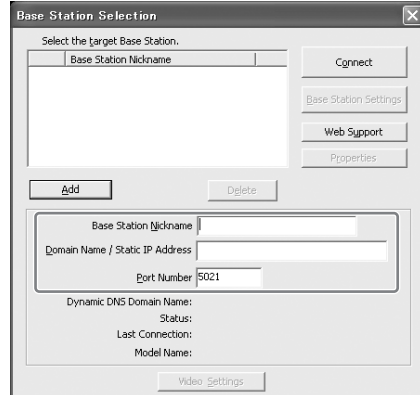 Base Station Selection
Select the target Base Station.
Base Station Nickname
Connect
Base Station Settings
Web Support
Properties
Add
Delete
Base Station Nickname
Domain Name / Static IP Address
Port Number 5021
Dynamic DNS Domain Name:
Status:
Last Connection:
Model Name:
Video Settings